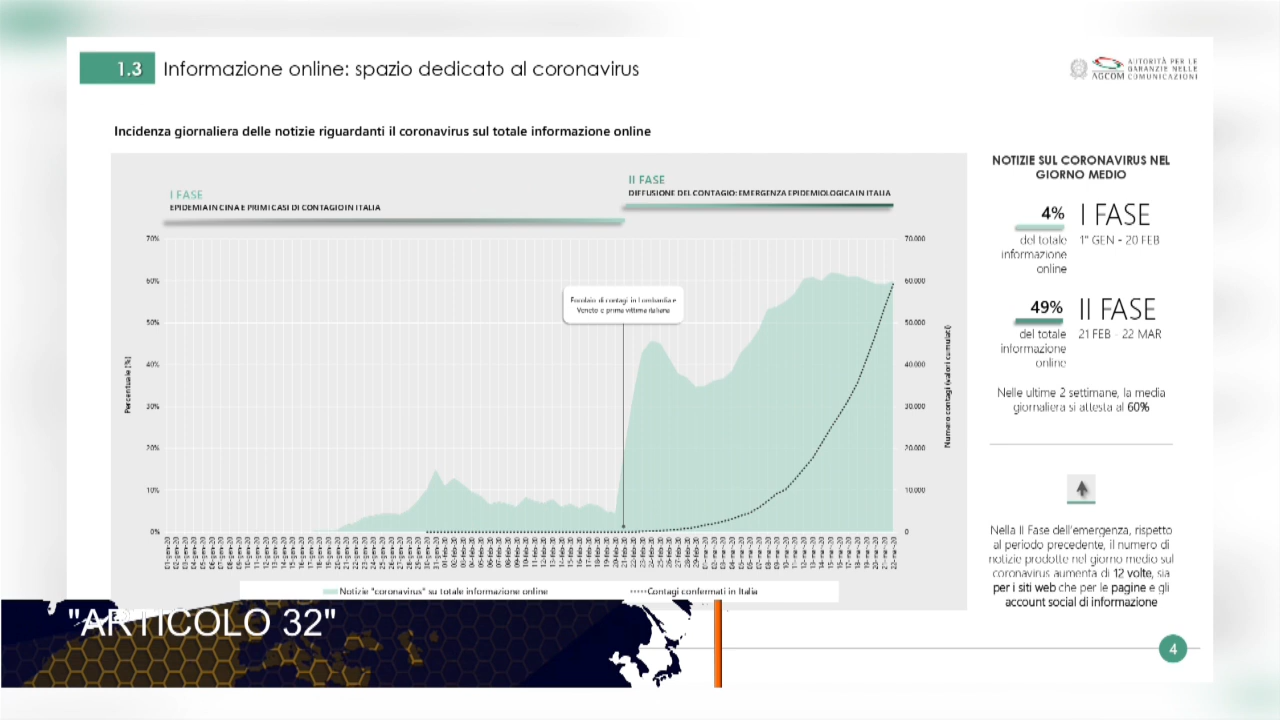 1.3 Informazione online: spazio dedicato al coronavirus
AUTORITÀ PER LE
GARANZIE NELLE
AGCOM COMUNICAZIONI
Incidenza giornaliera delle notizie riguardanti il coronavirus sul totale informazione online
I FASE
EPIDEMIA IN CINA E PRIMI CASI DI CONTAGIO IN ITALIA
II FASE
DIFFUSIONE DEL CONTAGIO: EMERGENZA EPIDEMIOLOGICA IN ITALIA
70%
60%
50%
40%
30%
20%
10%
0%
Percentuale (%)
Focolaio di contagi in Lombardia e
Veneto e prima vittima italiana
70.000
60.000
50.000
40.000
30.000
20.000
10.000
0
Numero contagi (valori cumulati)
Notizie "coronavirus" su totale informazione online
Contagi confermati in Italia
NOTIZIE SUL CORONAVIRUS NEL
GIORNO MEDIO
4%
del totale
informazione
online
I FASE
1° GEN - 20 FEB
49%
del totale
informazione
online
II FASE
21 FEB - 22 MAR
Nelle ultime 2 settimane, la media
giornaliera si attesta al 60%
Nella II Fase dell'emergenza, rispetto
al periodo precedente, il numero di
notizie prodotte nel giorno medio sul
coronavirus aumenta di 12 volte, sia
per i siti web che per le pagine e gli
account social di informazione
"ARTICOLO 32"
4